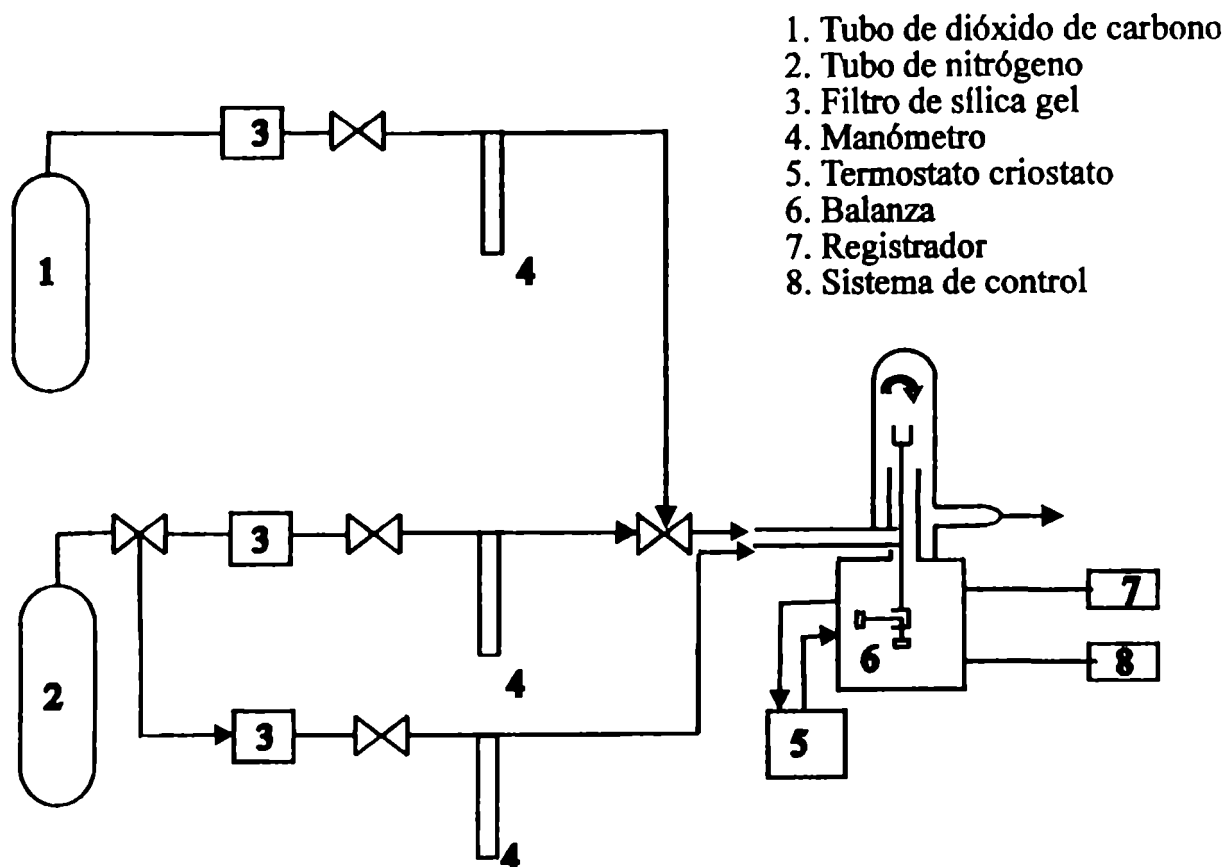 1. Tubo de dióxido de carbono
2. Tubo de nitrógeno
3. Filtro de sílica gel
4. Manómetro
5. Termostato criostato
6. Balanza
7. Registrador
8. Sistema de control
3
1
4
3
7
6
8
2
4
3
5
4